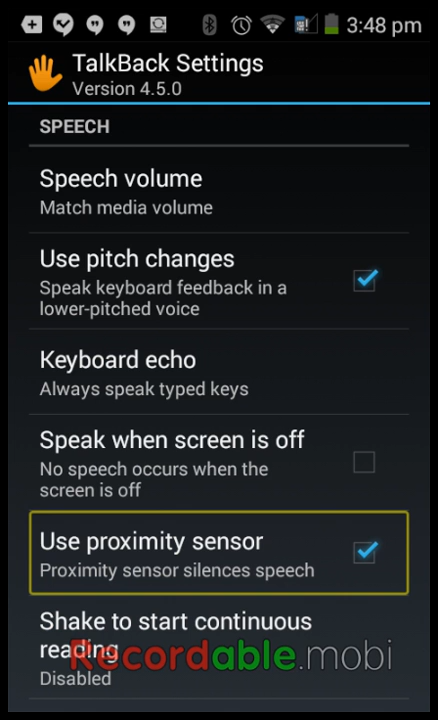 3:48 pm
TalkBack Settings
Version 4.5.0
SPEECH
Speech volume
Match media volume
Use pitch changes
Speak keyboard feedback in a
lower-pitched voice
Keyboard echo
Always speak typed keys
Speak when screen is off
No speech occurs when the
screen is off
Use proximity sensor
Proximity sensor silences speech
Shake to start continuous
reading
Recordable.mobi
Disabled